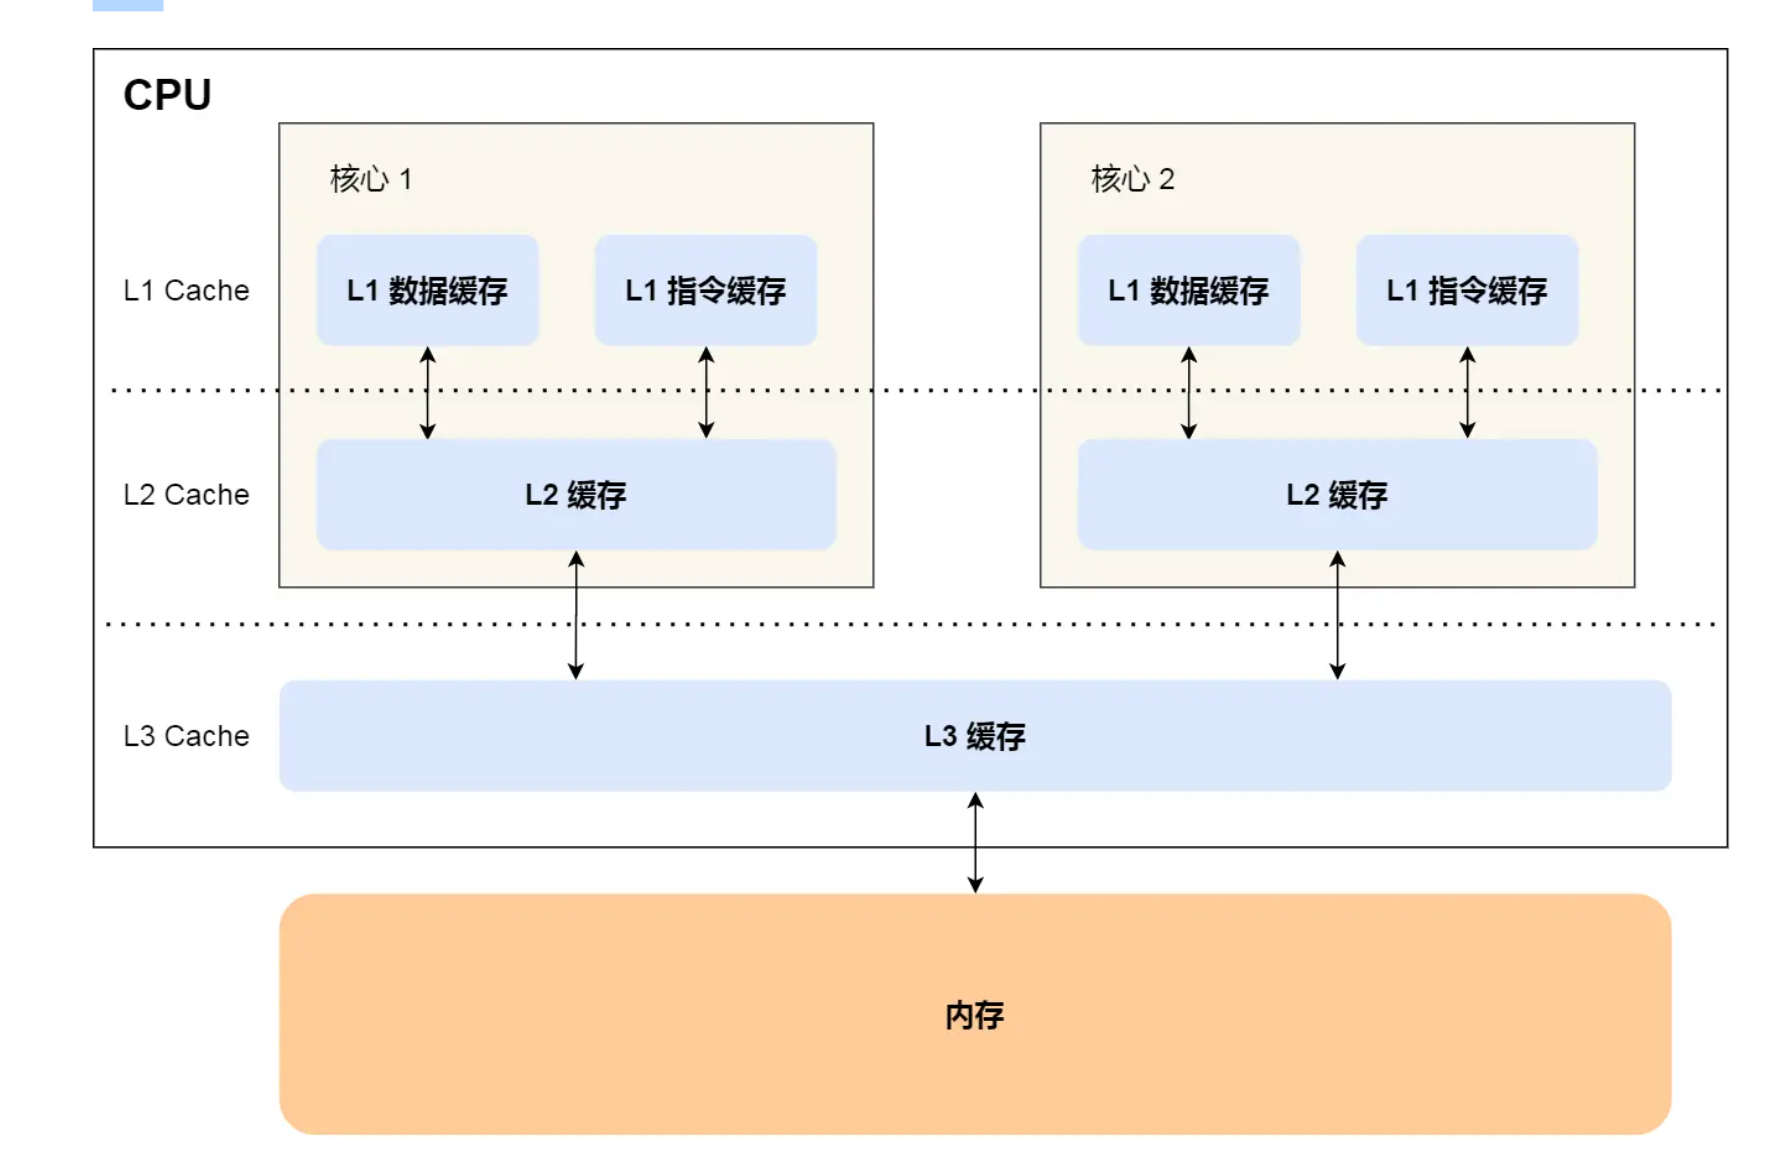 CPU
核心 1
核心 2
L1 Cache
L1 数据缓存
L1 指令缓存
L1 数据缓存
L1 指令缓存
L2 Cache
L2 缓存
L2 缓存
L3 Cache
L3 缓存
内存